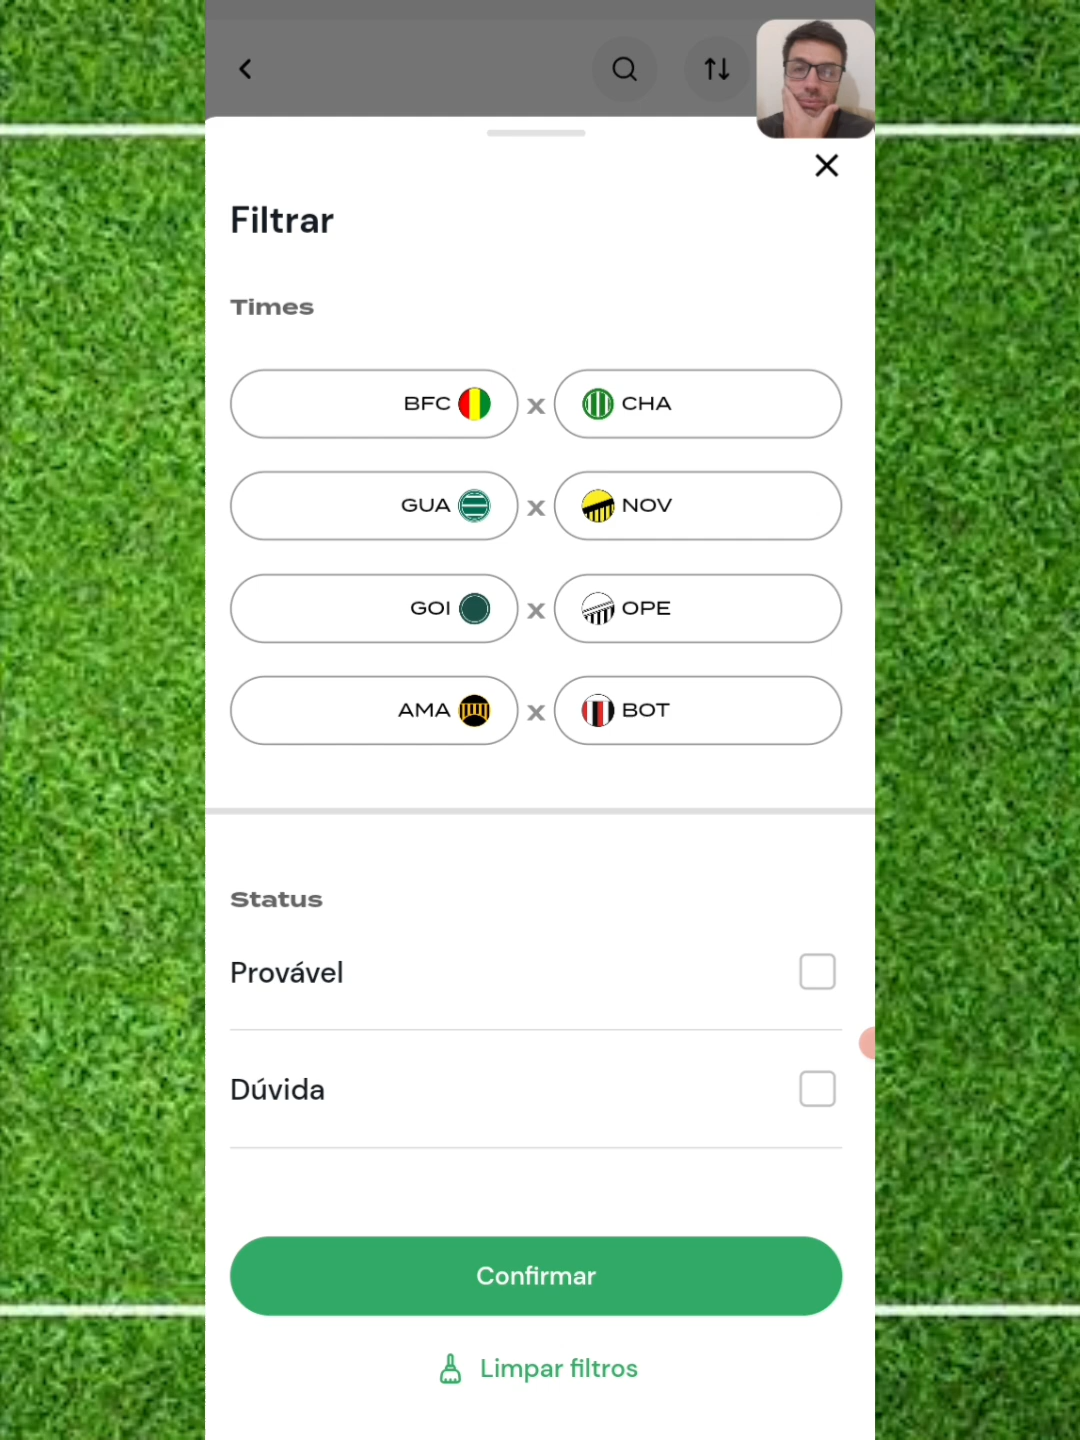 Filtrar
Times
BFC x CHA
GUA x NOV
GOI x OPE
AMA x BOT
Status
Provável
Dúvida
Confirmar
Limpar filtros